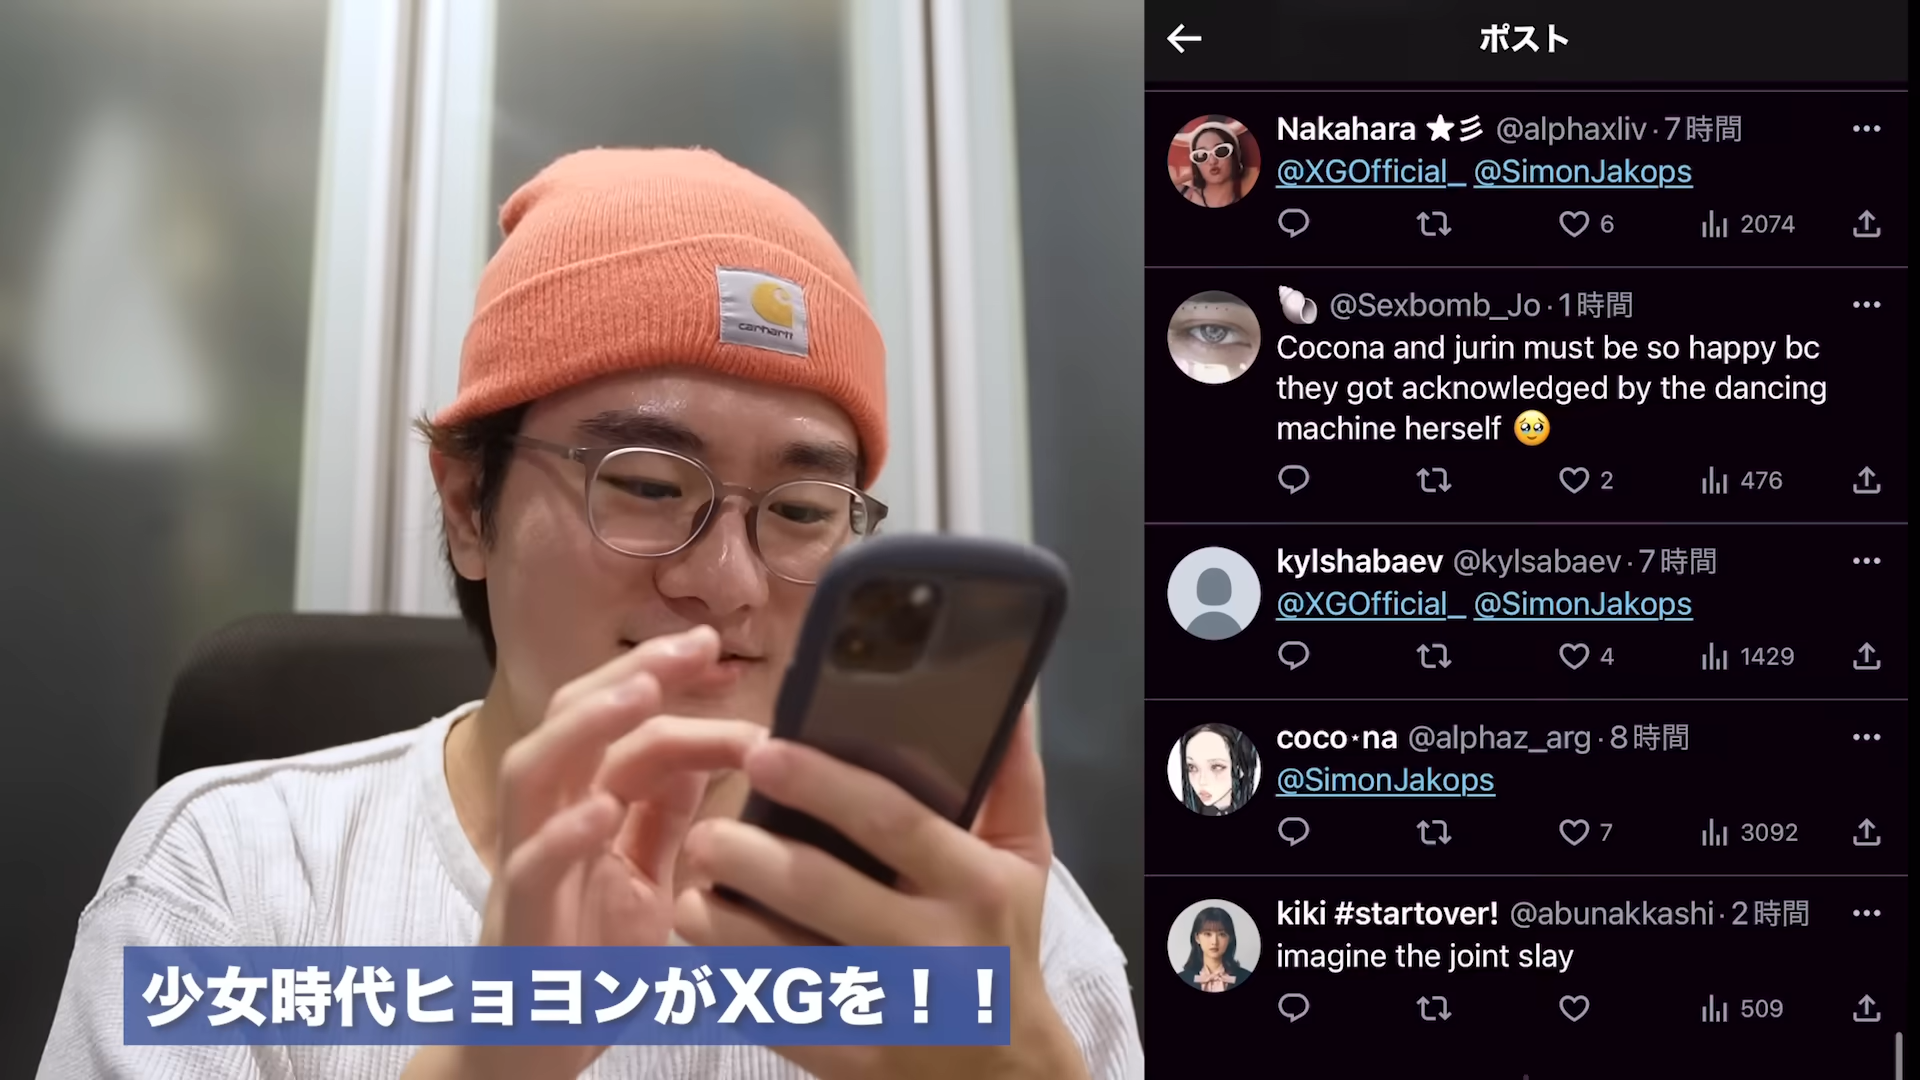 carhartt
少女時代ヒョヨンがXGを！！
ポスト
Nakahara ★彡 @alphaxliv · 7時間
@XGOfficial_ @SimonJakops
6 2074
🐚 @Sexbomb_Jo · 1時間
Cocona and jurin must be so happy bc
they got acknowledged by the dancing
machine herself 🥹
2 476
kylshabaev @kylsabaev · 7時間
@XGOfficial_ @SimonJakops
4 1429
coco⋆na @alphaz_arg · 8時間
@SimonJakops
7 3092
kiki #startover! @abunakkashi · 2時間
imagine the joint slay
509